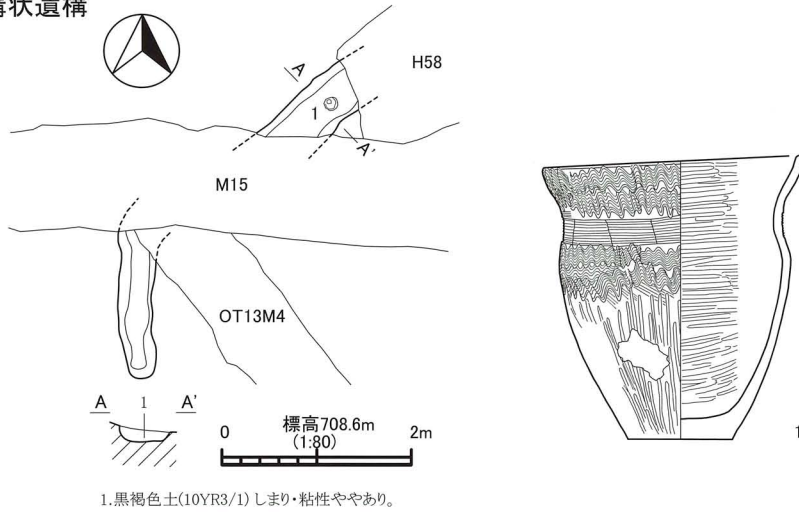 溝状遺構
A
H58
1
A'
M15
OT13M4
A 1 A'
標高708.6m
0 (1:80) 2m
1
1.黒褐色土(10YR3/1) しまり・粘性ややあり。